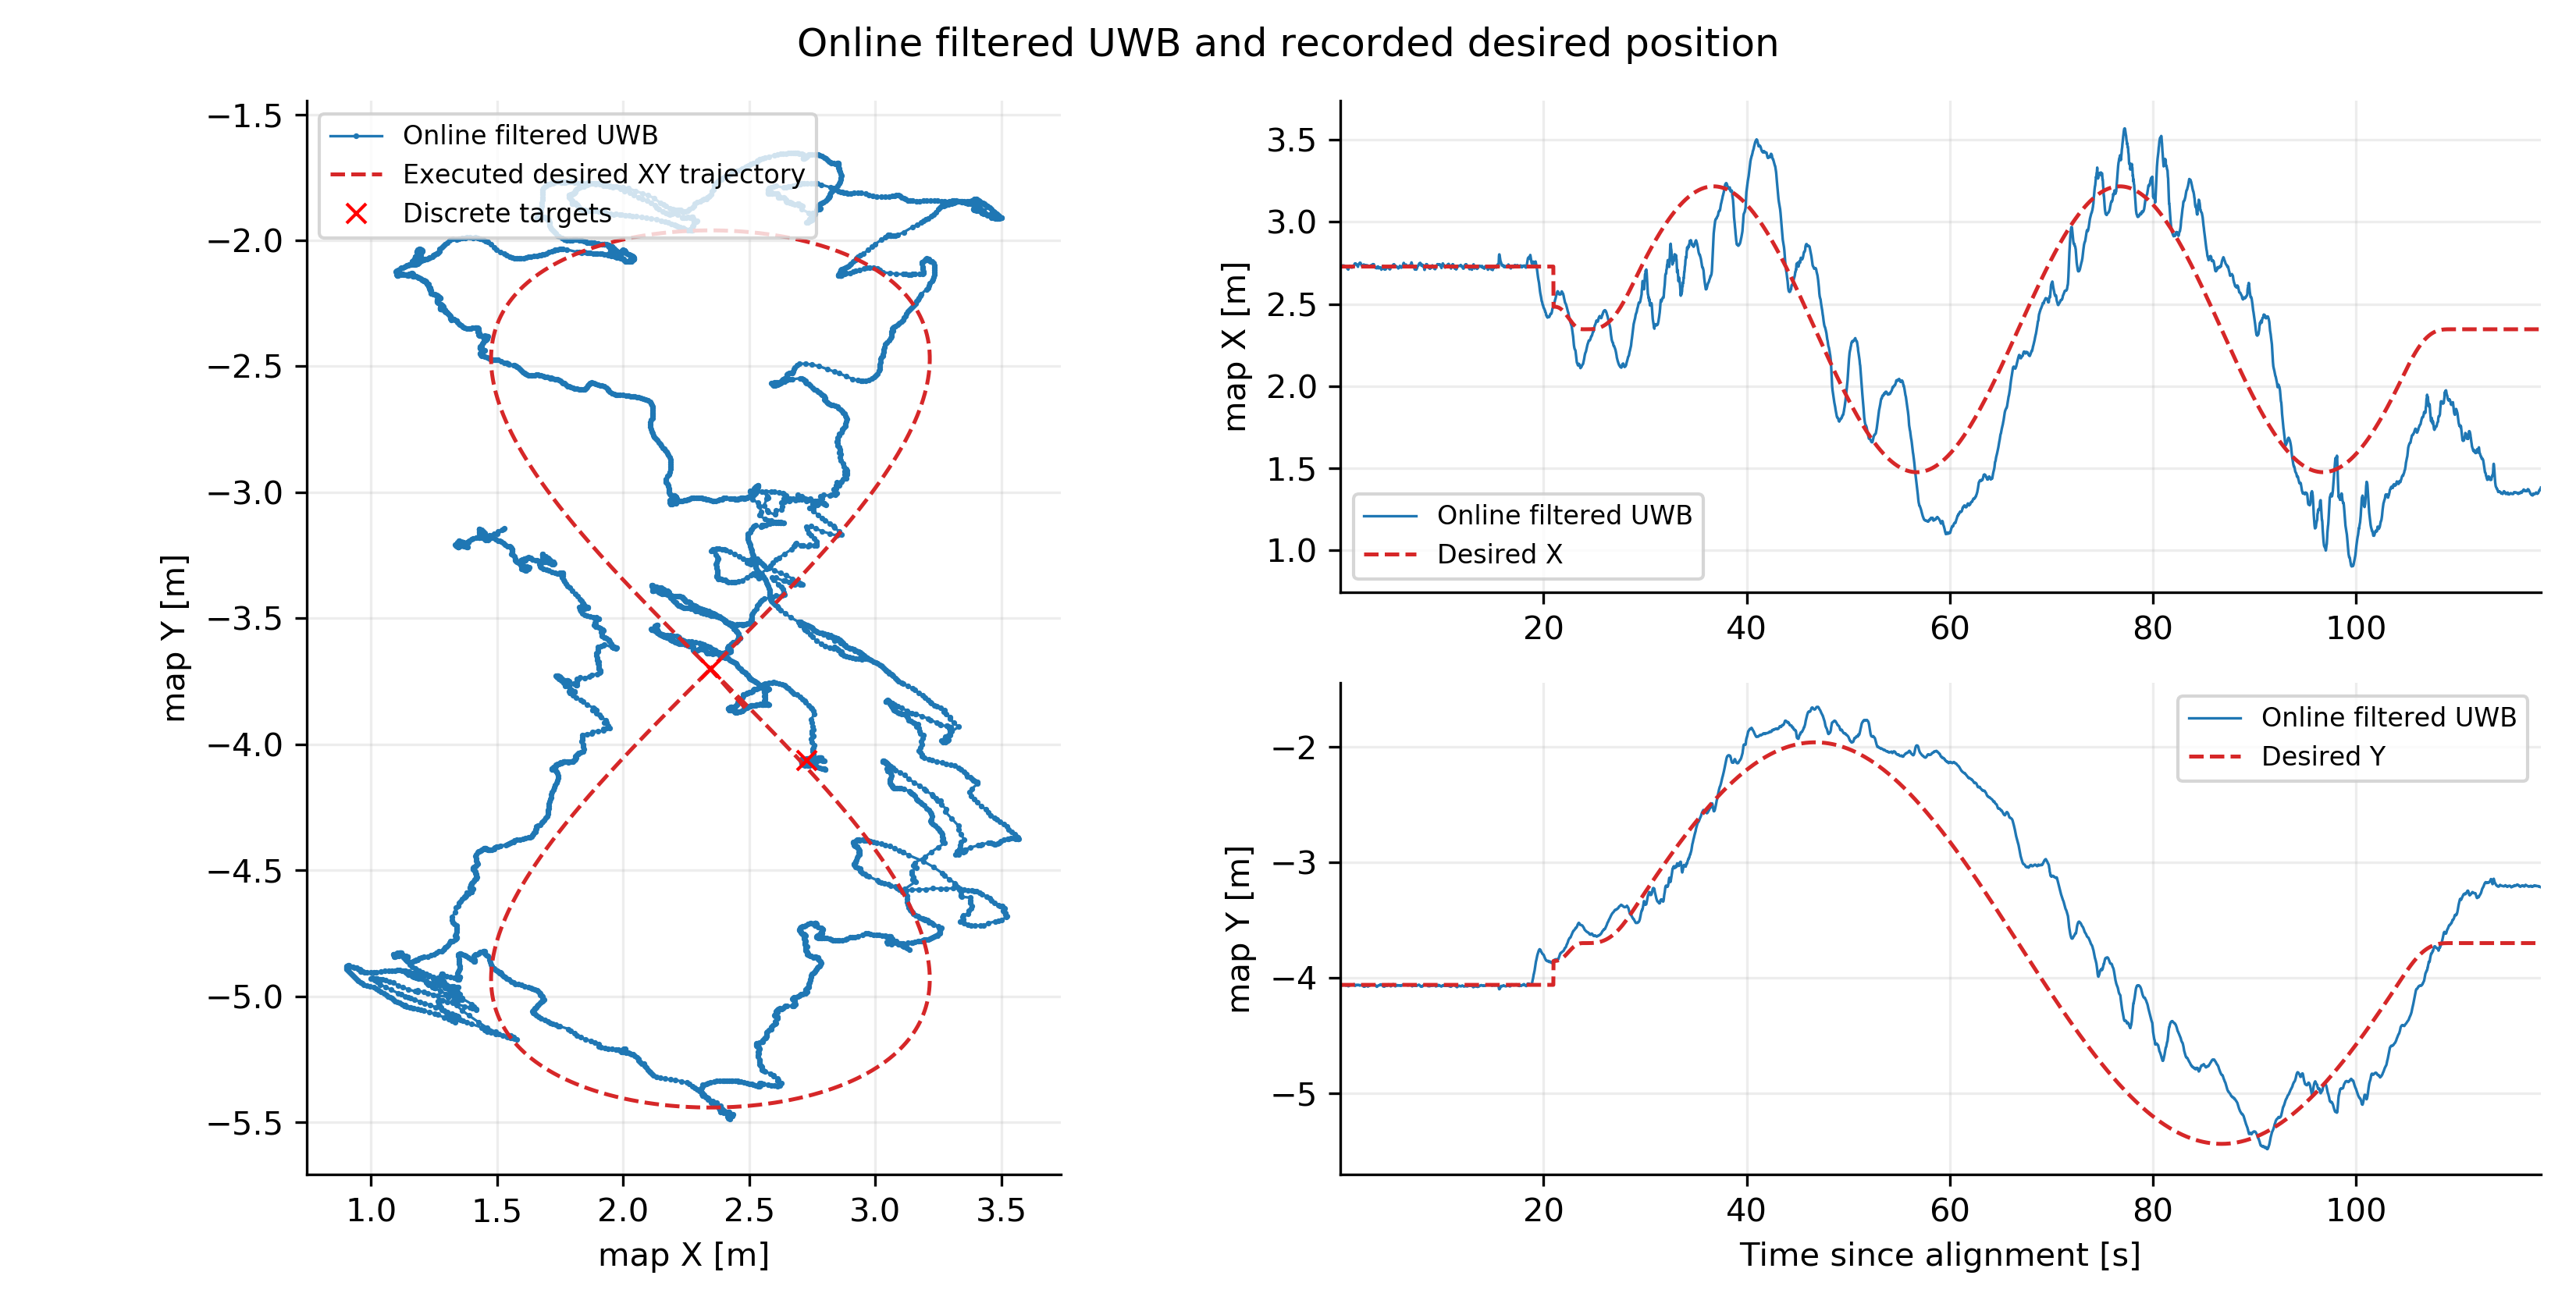 Online filtered UWB and recorded desired position
−1.5
−2.0
−2.5
−3.0
−3.5
−4.0
−4.5
−5.0
−5.5
map Y [m]
Online filtered UWB
Executed desired XY trajectory
Discrete targets
1.0 1.5 2.0 2.5 3.0 3.5
map X [m]
3.5
3.0
2.5
2.0
1.5
1.0
map X [m]
Online filtered UWB
Desired X
20 40 60 80 100
−2
−3
−4
−5
map Y [m]
Online filtered UWB
Desired Y
20 40 60 80 100
Time since alignment [s]